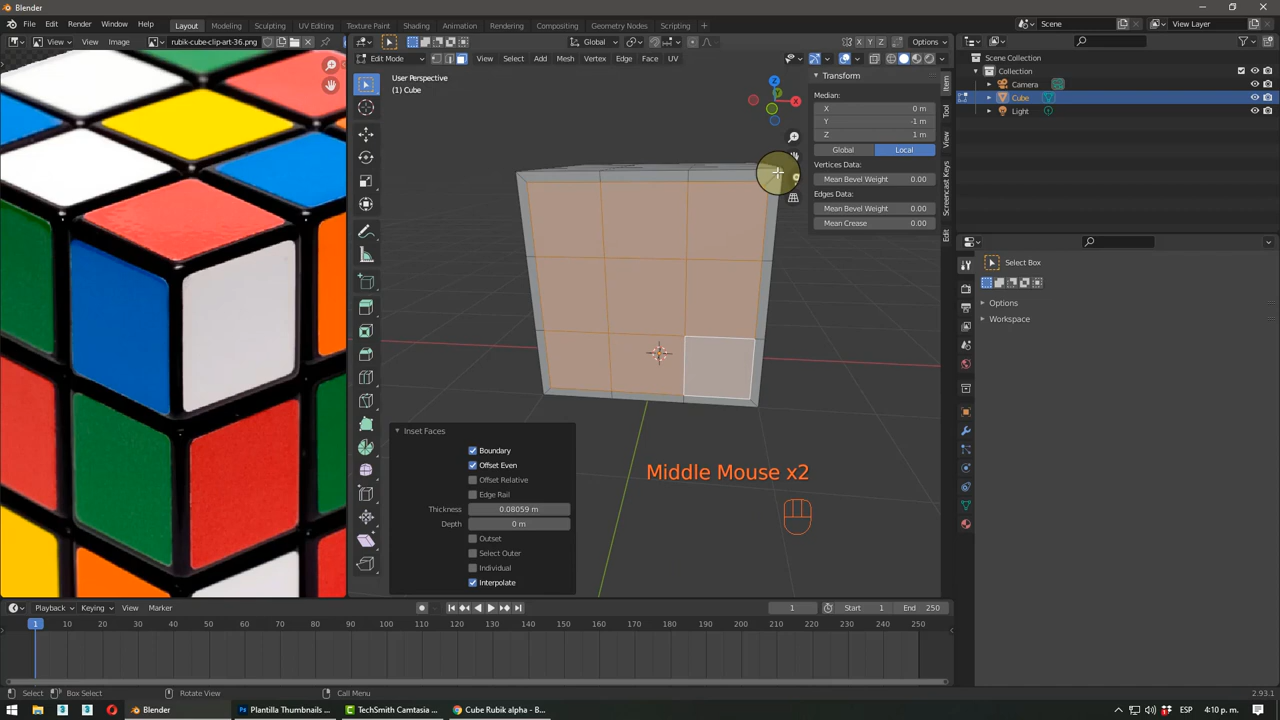 Blender
File Edit Render Window Help Layout Modeling Sculpting UV Editing Texture Paint Shading Animation Rendering Compositing Geometry Nodes Scripting + Scene View Layer
View View Image rubik-cube-clip-art-36.png Global X Y Z Options
Edit Mode View Select Add Mesh Vertex Edge Face UV
User Perspective
(1) Cube
Transform
Median:
X 0 m
Y -1 m
Z 1 m
Global Local
Vertices Data:
Mean Bevel Weight 0.00
Edges Data:
Mean Bevel Weight 0.00
Mean Crease 0.00
Item
Tool
View
Screencast Keys
Edit
Scene Collection
Collection
Camera
Cube
Light
Select Box
Options
Workspace
Inset Faces
Boundary
Offset Even
Offset Relative
Edge Rail
Thickness 0.08059 m
Depth 0 m
Outset
Select Outer
Individual
Interpolate
Middle Mouse x2
Playback Keying View Marker 1 Start 1 End 250
1 10 20 30 40 50 60 70 80 90 100 110 120 130 140 150 160 170 180 190 200 210 220 230 240 250
Select Box Select Rotate View Call Menu 2.93.1
Blender Plantilla Thumbnails ... TechSmith Camtasia ... Cube Rubik alpha - B... ESP 4:10 p. m.